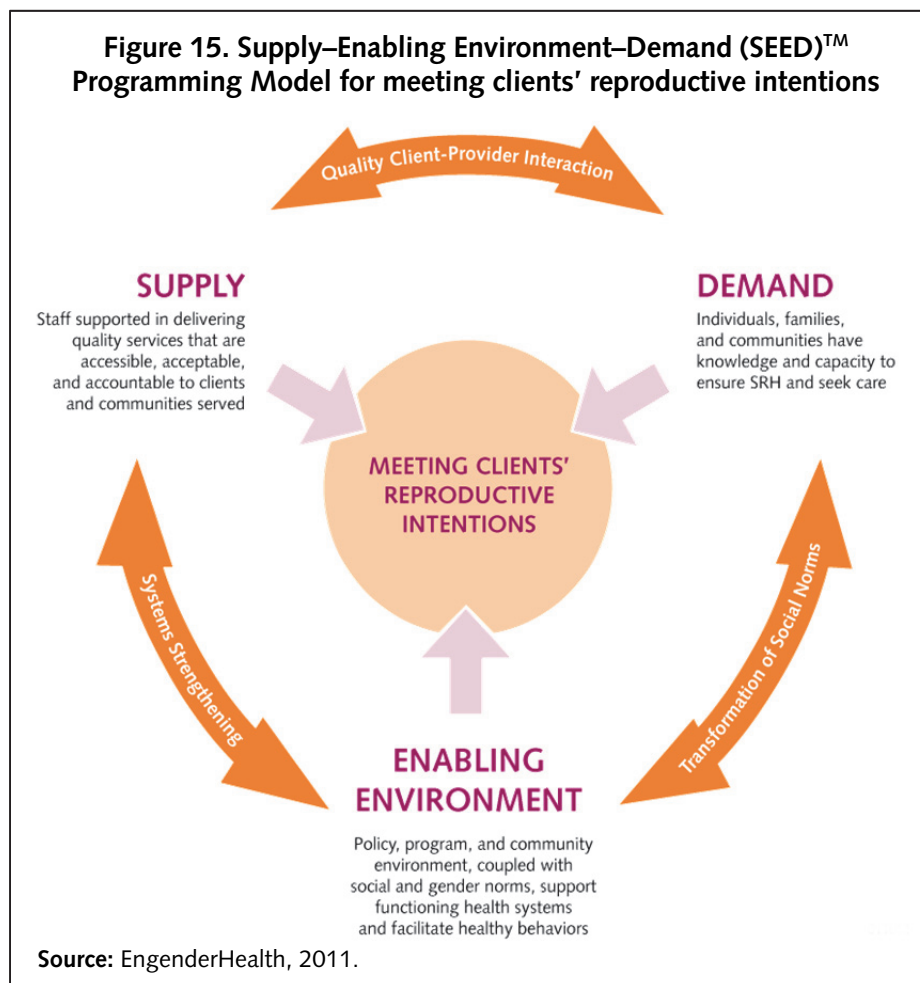 Figure 15. Supply–Enabling Environment–Demand (SEED)™
Programming Model for meeting clients’ reproductive intentions
Quality Client-Provider Interaction
SUPPLY
Staff supported in delivering
quality services that are
accessible, acceptable,
and accountable to clients
and communities served
DEMAND
Individuals, families,
and communities have
knowledge and capacity to
ensure SRH and seek care
MEETING CLIENTS’
REPRODUCTIVE
INTENTIONS
Systems Strengthening
Transformation of Social Norms
ENABLING
ENVIRONMENT
Policy, program, and community
environment, coupled with
social and gender norms, support
functioning health systems
and facilitate healthy behaviors
Source: EngenderHealth, 2011.